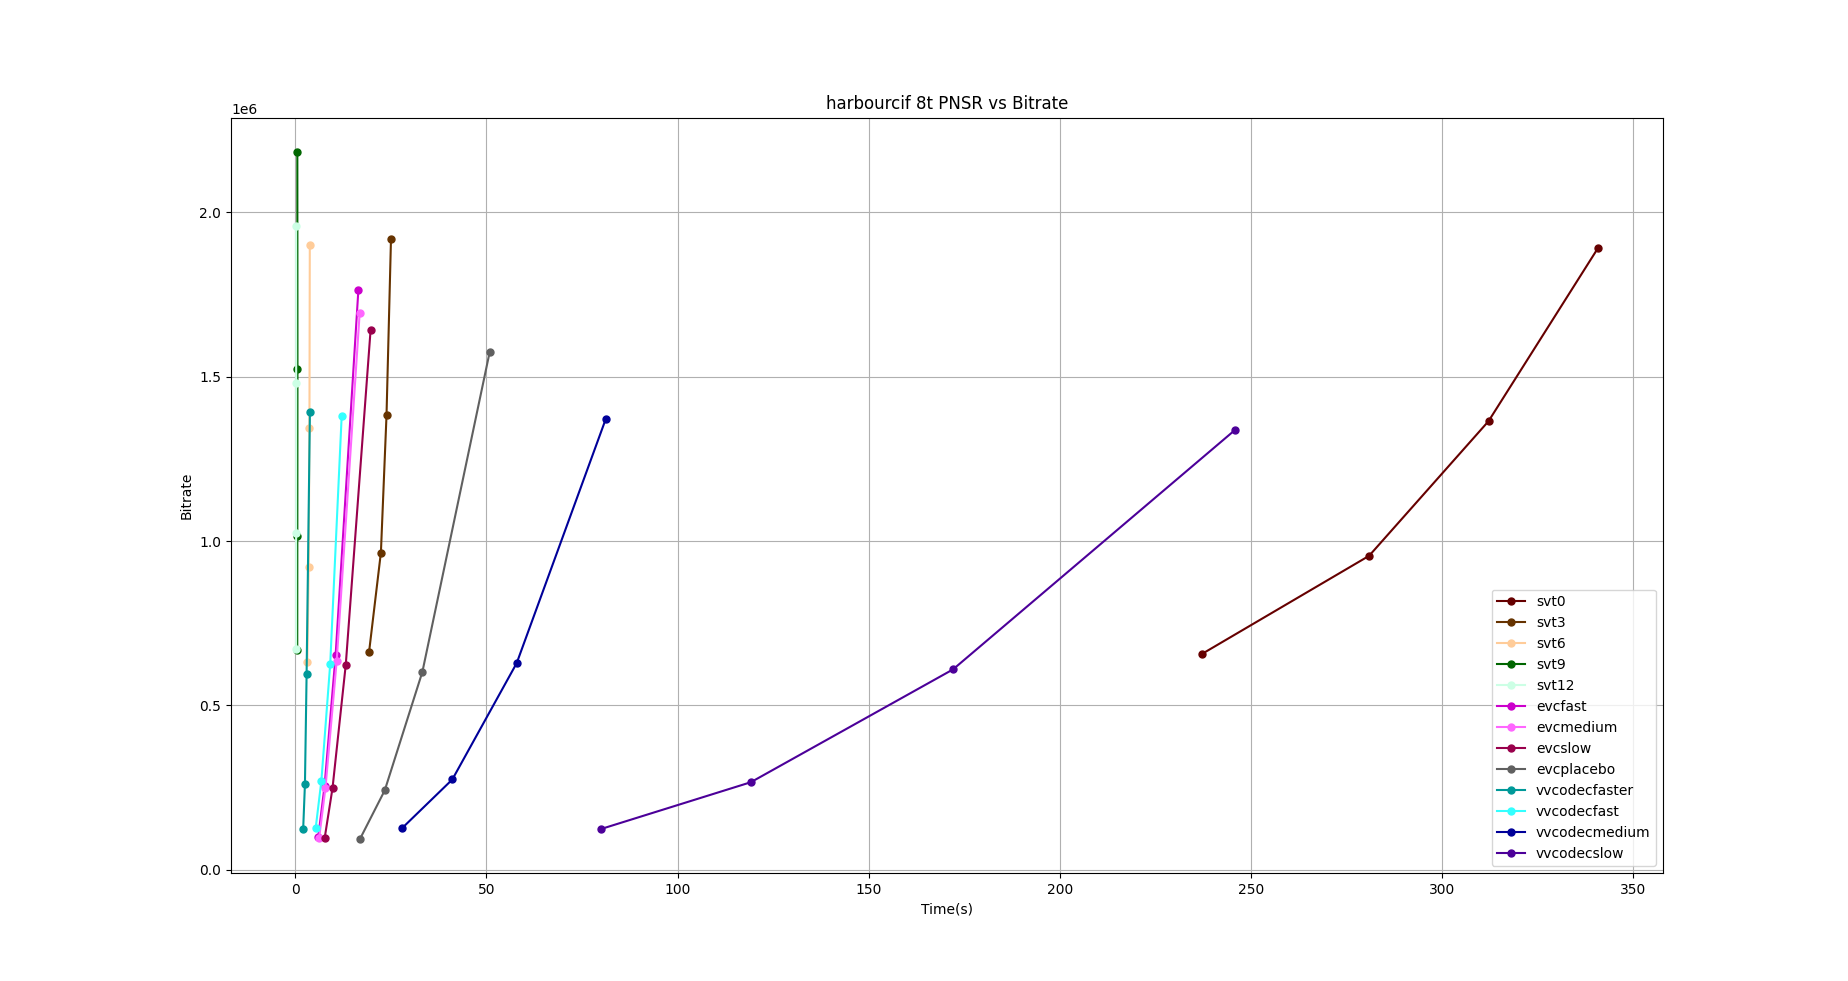 harbourcif 8t PNSR vs Bitrate
1e6
2.0
1.5
1.0
0.5
0.0
Bitrate
0 50 100 150 200 250 300 350
Time(s)
svt0
svt3
svt6
svt9
svt12
evcfast
evcmedium
evcslow
evcplacebo
vvcodecfaster
vvcodecfast
vvcodecmedium
vvcodecslow